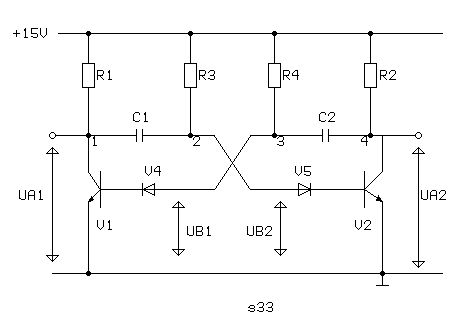 +15V
R1 R3 R4 R2
C1 C2
1 2 3 4
V4 V5
UA1 UA2
V1 UB1 UB2 V2
s33